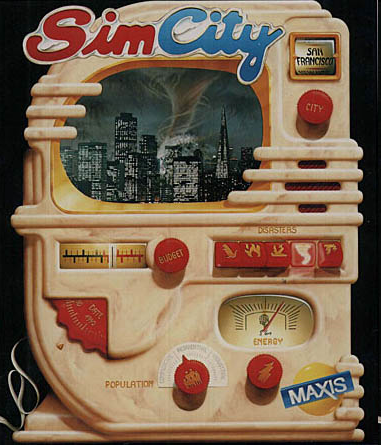 SimCity
SAN
FRANCISCO
CITY
DISASTERS
BUDGET
DATE
ENERGY
POPULATION
MAXIS